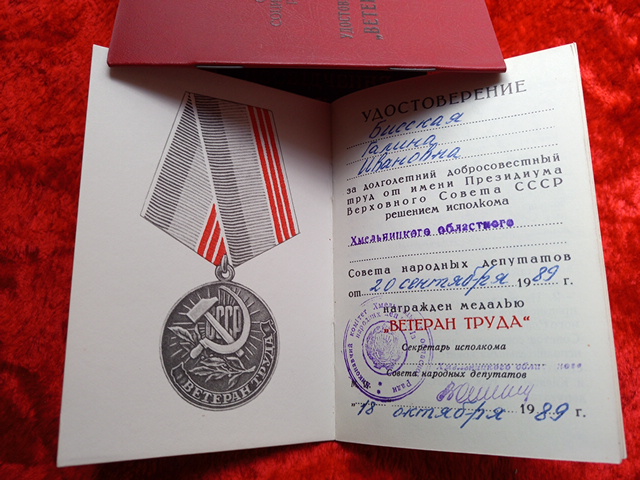 УДОСТОВЕРЕНИЕ
Галина
Ивановна
за долголетний добросовестный
труд от имени Президиума
Верховного Совета СССР
решением исполкома
Хмельницкого областного
Совета народных депутатов
от 20 сентября 1989 г.
награжден медалью
„ВЕТЕРАН ТРУДА“
Секретарь исполкома
Совета народных депутатов
"18 октября 1989 г.
СССР
ВЕТЕРАН ТРУДА
"ВЕТЕ